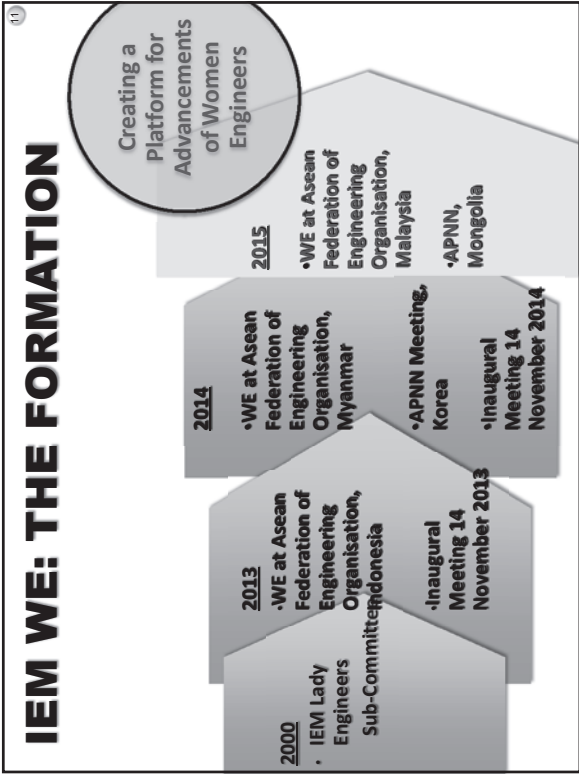 11
IEM WE: THE FORMATION
2000
• IEM Lady
Engineers
Sub-Committee
2013
•WE at Asean
Federation of
Engineering
Organisation,
Indonesia
•Inaugural
Meeting 14
November 2013
2014
•WE at Asean
Federation of
Engineering
Organisation,
Myanmar
•APNN Meeting,
Korea
•Inaugural
Meeting 14
November 2014
2015
•WE at Asean
Federation of
Engineering
Organisation,
Malaysia
•APNN,
Mongolia
Creating a
Platform for
Advancements
of Women
Engineers